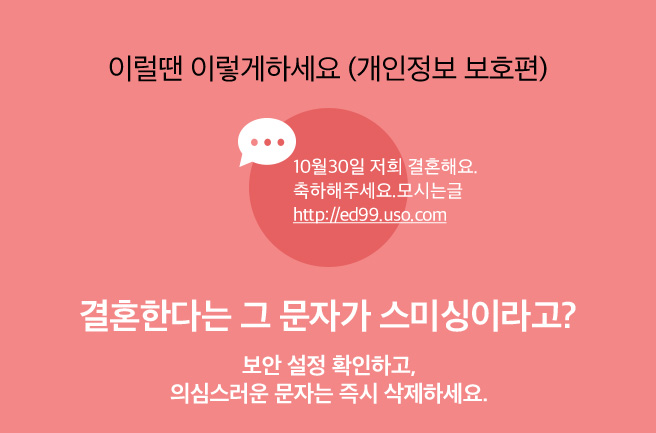 이럴땐 이렇게하세요 (개인정보 보호편)
10월30일 저희 결혼해요.
축하해주세요.모시는글
http://ed99.uso.com
결혼한다는 그 문자가 스미싱이라고?
보안 설정 확인하고,
의심스러운 문자는 즉시 삭제하세요.